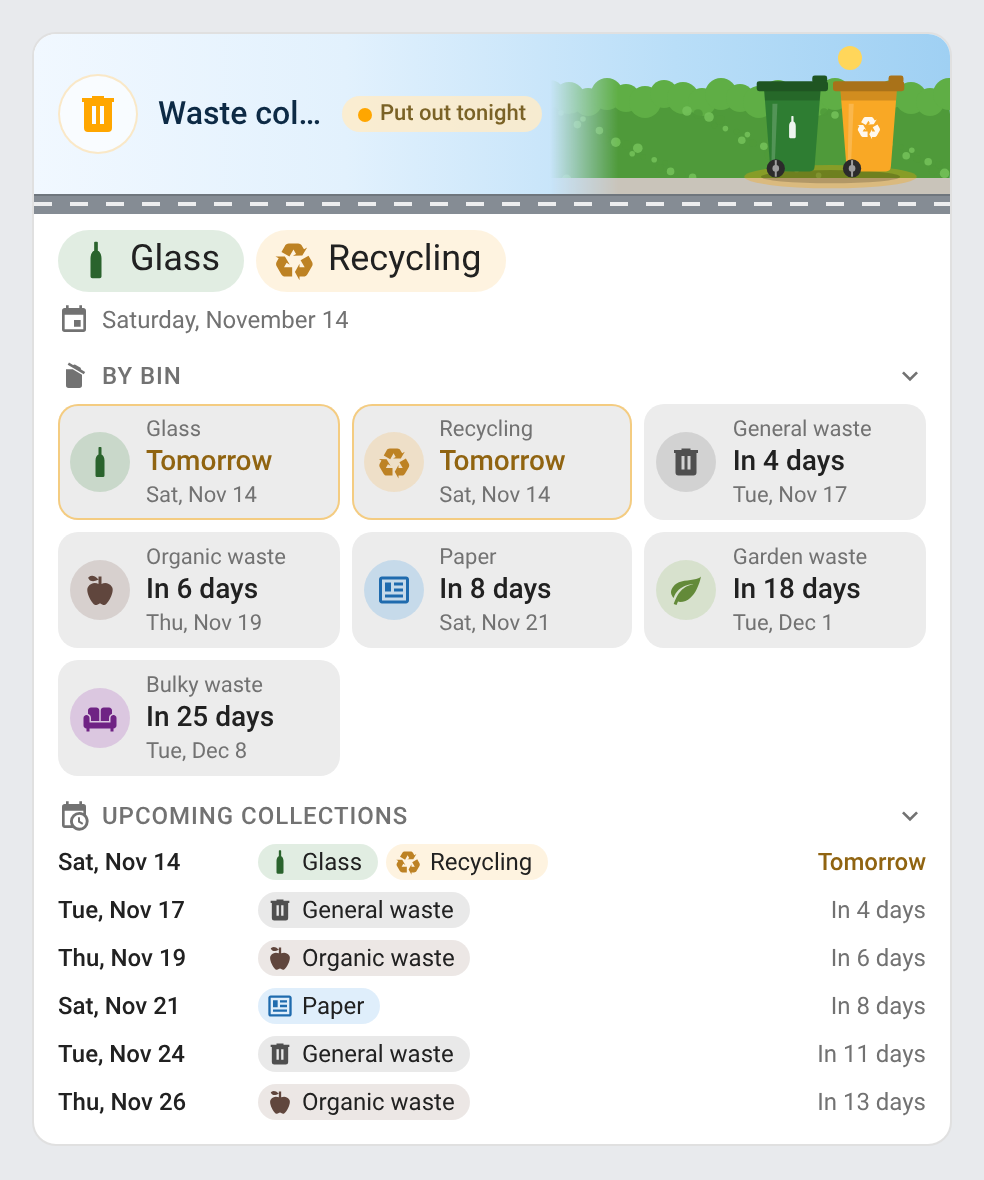 Waste col... Put out tonight
Glass Recycling
Saturday, November 14
BY BIN
Glass
Tomorrow
Sat, Nov 14
Recycling
Tomorrow
Sat, Nov 14
General waste
In 4 days
Tue, Nov 17
Organic waste
In 6 days
Thu, Nov 19
Paper
In 8 days
Sat, Nov 21
Garden waste
In 18 days
Tue, Dec 1
Bulky waste
In 25 days
Tue, Dec 8
UPCOMING COLLECTIONS
Sat, Nov 14 Glass Recycling Tomorrow
Tue, Nov 17 General waste In 4 days
Thu, Nov 19 Organic waste In 6 days
Sat, Nov 21 Paper In 8 days
Tue, Nov 24 General waste In 11 days
Thu, Nov 26 Organic waste In 13 days